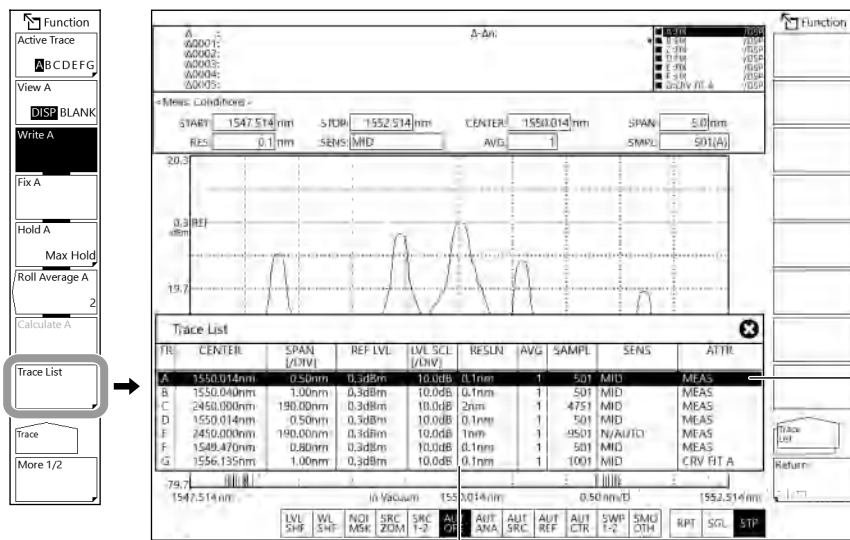 Function
Active Trace
ABCDEFG
View A
DISP BLANK
Write A
Fix A
Hold A
Max Hold
Roll Average A
2
Calculate A
Trace List
Trace
More 1/2
Function
<Meas. Conditions>
START: 1547.514 nm STOP: 1552.514 nm CENTER: 1550.014 nm SPAN: 5.0 nm
RES: 0.1 nm SENS: MID AVG: 1 SMPL: 501(A)
20.3
0.3 REF
dBm
19.7
Trace List
TR. CENTER SPAN [/DIV] REF LVL LVL SCL [/DIV] RESLN AVG SAMPL SENS ATTR
A 1550.014nm 0.50nm 0.3dBm 10.0dB 0.1nm 1 501 MID MEAS
B 1550.040nm 1.00nm 0.3dBm 10.0dB 0.1nm 1 501 MID MEAS
C 2450.000nm 190.00nm 0.3dBm 10.0dB 2nm 1 4751 MID MEAS
D 1550.014nm 0.50nm 0.3dBm 10.0dB 0.1nm 1 501 MID MEAS
E 2450.000nm 190.00nm 0.3dBm 10.0dB 1nm 1 9501 N/AUTO MEAS
F 1549.470nm 0.80nm 0.3dBm 10.0dB 0.1nm 1 501 MID MEAS
G 1556.135nm 1.00nm 0.3dBm 10.0dB 0.1nm 1 1001 MID CRV FIT A
-79.7
1547.514nm In Vacuum 1550.014nm 0.50nm/D 1552.514nm
LVL SHF WL SHF NOI MSK SRC ZOM SRC 1-2 AUT ANA AUT SRC AUT REF AUT CTR SWP 1-2 SMO OTH RPT SGL STP
Trace
List
Return